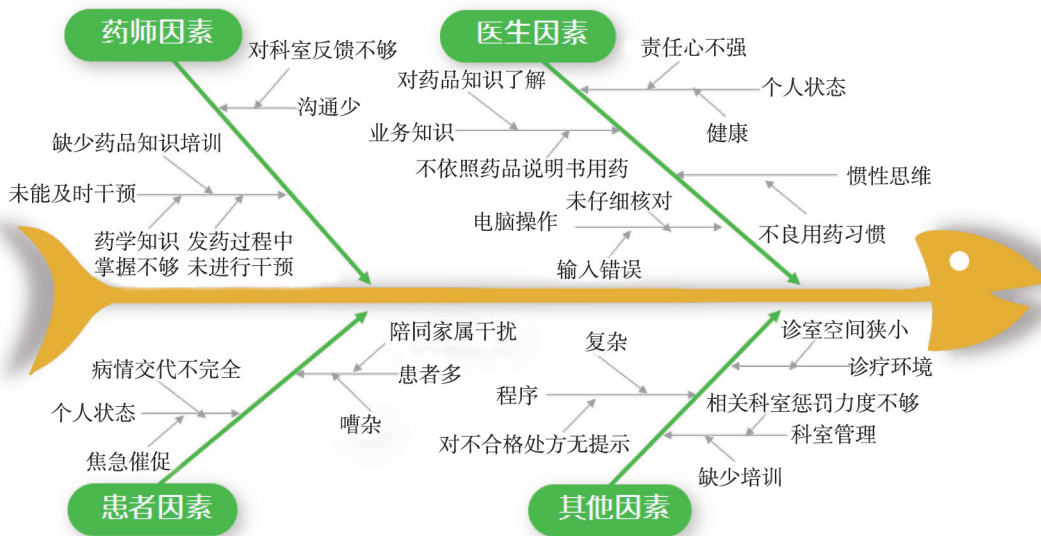 药师因素
医生因素
对科室反馈不够
沟通少
缺少药品知识培训
未能及时干预
药学知识
掌握不够
发药过程中
未进行干预
责任心不强
个人状态
健康
对药品知识了解
业务知识
不依照药品说明书用药
惯性思维
不良用药习惯
未仔细核对
电脑操作
输入错误
陪同家属干扰
患者多
嘈杂
病情交代不完全
个人状态
焦急催促
诊室空间狭小
诊疗环境
复杂
程序
对不合格处方无提示
相关科室惩罚力度不够
科室管理
缺少培训
患者因素
其他因素